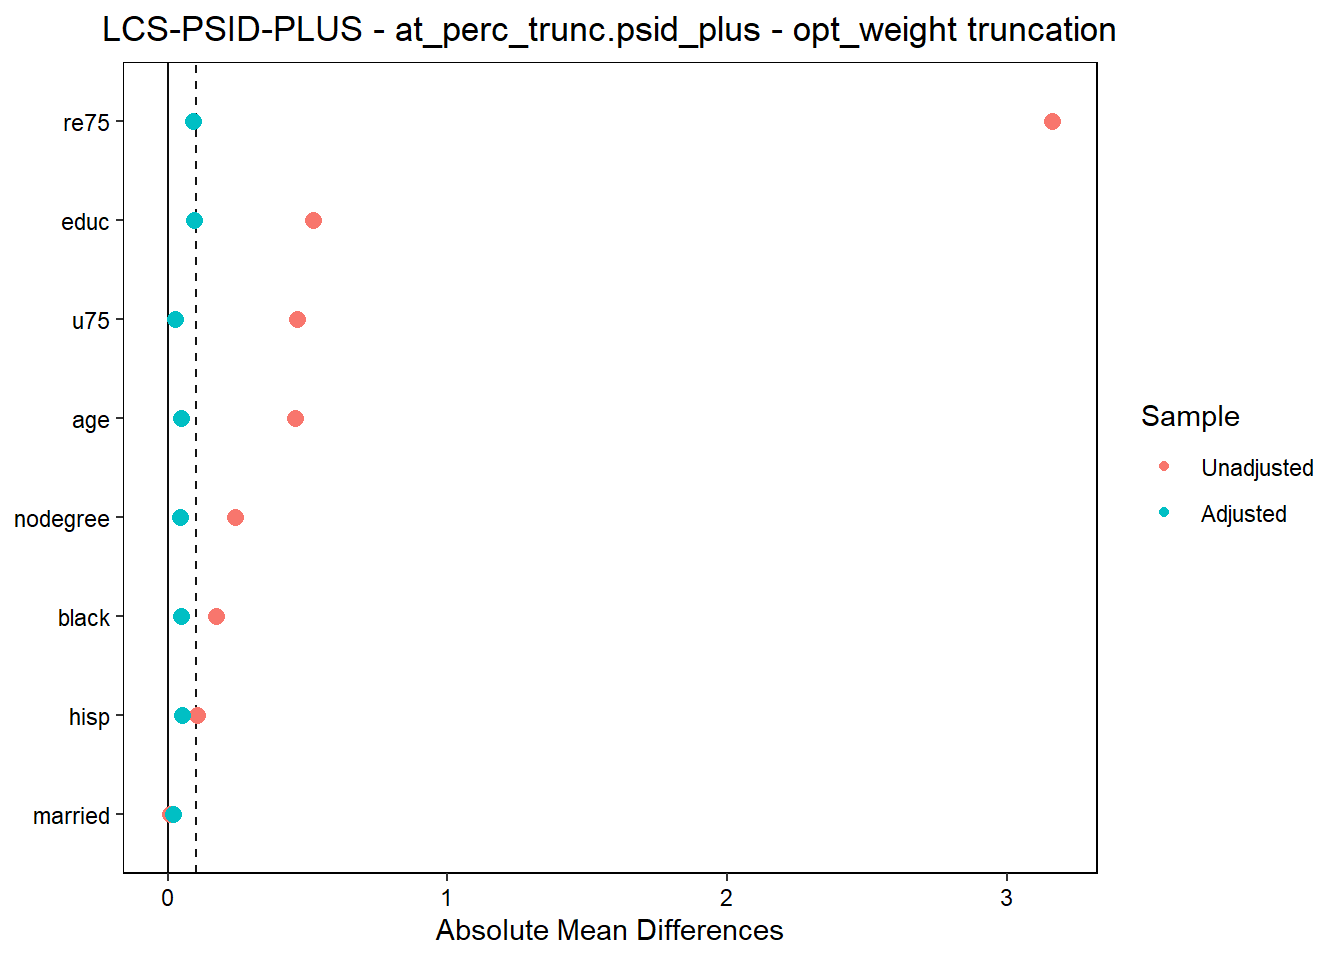 LCS-PSID-PLUS - at_perc_trunc.psid_plus - opt_weight truncation
re75
educ
u75
age
nodegree
black
hisp
married
0 1 2 3
Absolute Mean Differences
Sample
Unadjusted
Adjusted